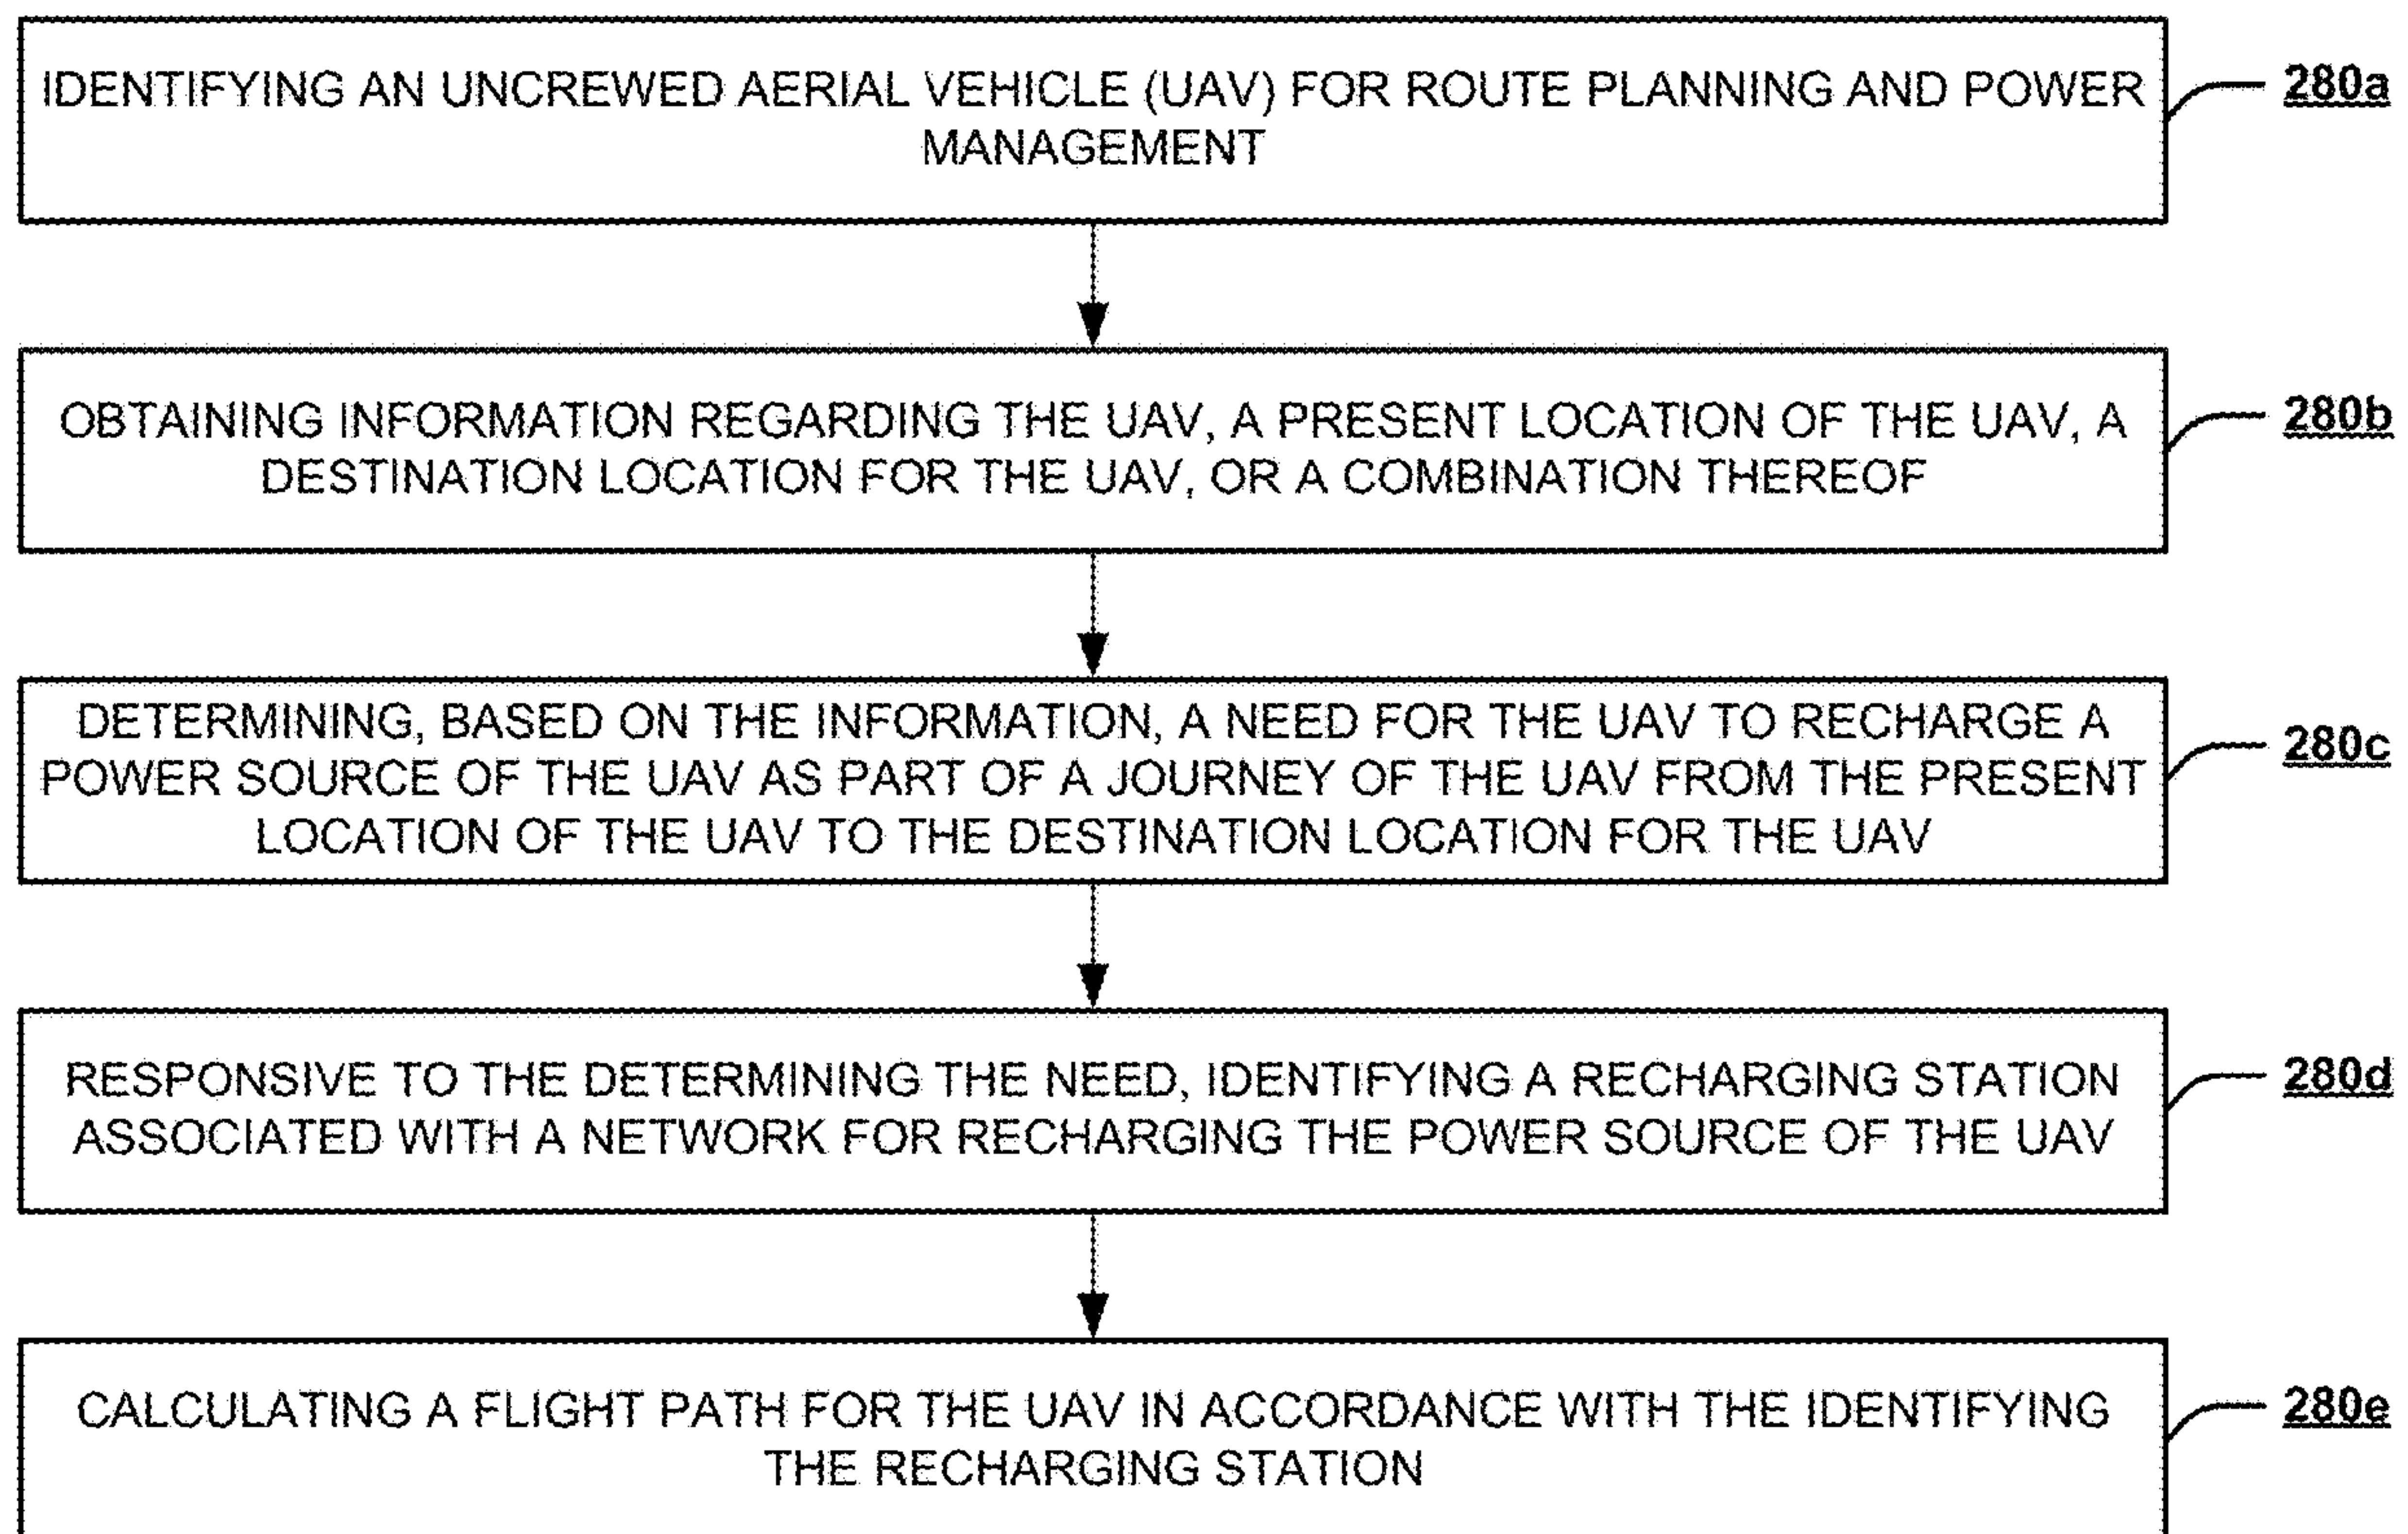 IDENTIFYING AN UNCREWED AERIAL VEHICLE (UAV) FOR ROUTE PLANNING AND POWER
MANAGEMENT
280a
OBTAINING INFORMATION REGARDING THE UAV, A PRESENT LOCATION OF THE UAV, A
DESTINATION LOCATION FOR THE UAV, OR A COMBINATION THEREOF
280b
DETERMINING, BASED ON THE INFORMATION, A NEED FOR THE UAV TO RECHARGE A
POWER SOURCE OF THE UAV AS PART OF A JOURNEY OF THE UAV FROM THE PRESENT
LOCATION OF THE UAV TO THE DESTINATION LOCATION FOR THE UAV
280c
RESPONSIVE TO THE DETERMINING THE NEED, IDENTIFYING A RECHARGING STATION
ASSOCIATED WITH A NETWORK FOR RECHARGING THE POWER SOURCE OF THE UAV
280d
CALCULATING A FLIGHT PATH FOR THE UAV IN ACCORDANCE WITH THE IDENTIFYING
THE RECHARGING STATION
280e